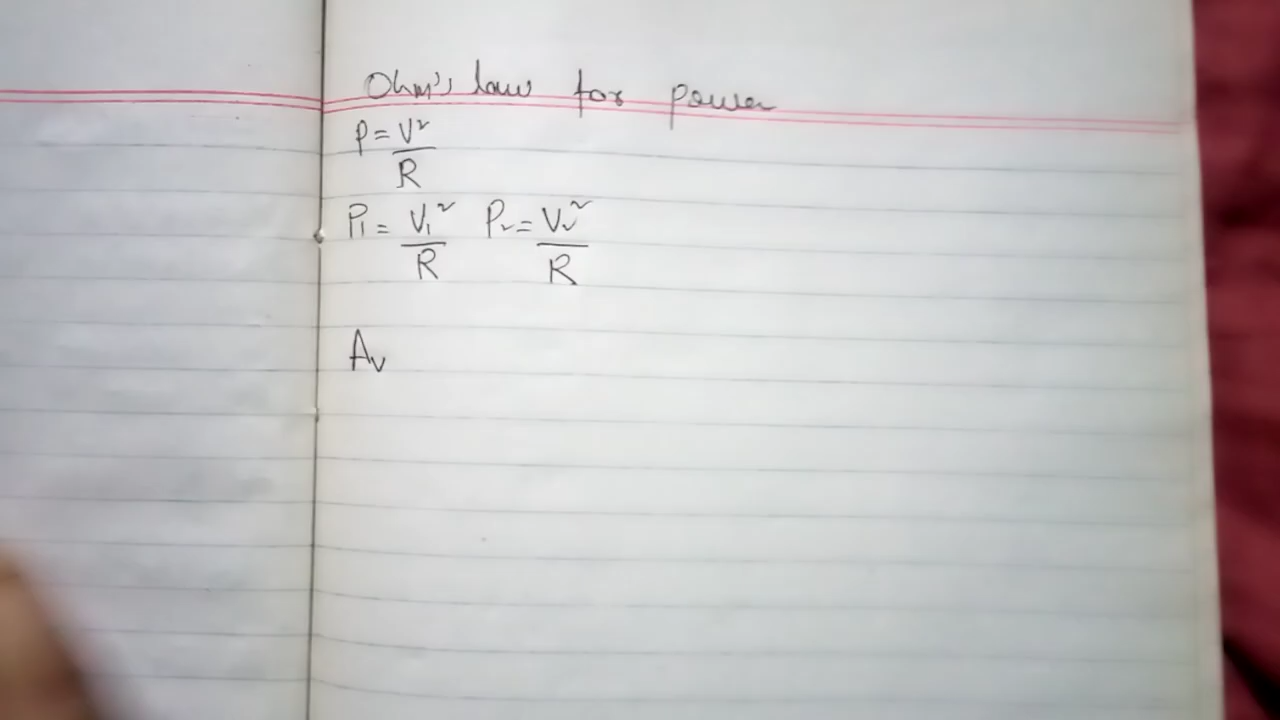 Ohm's law for power
P = V²/R
P₁ = V₁²/R P₂ = V₂²/R
Aᵥ